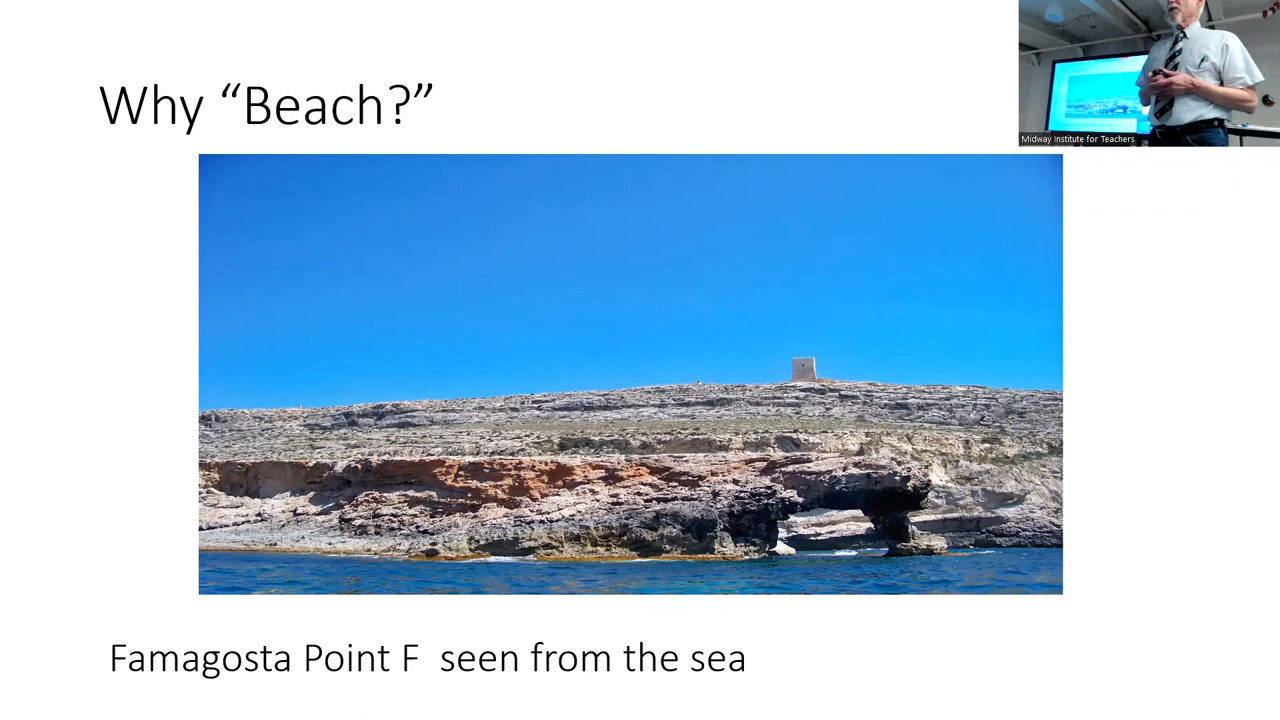 Why “Beach?”
Midway Institute for Teachers
Famagosta Point F  seen from the sea